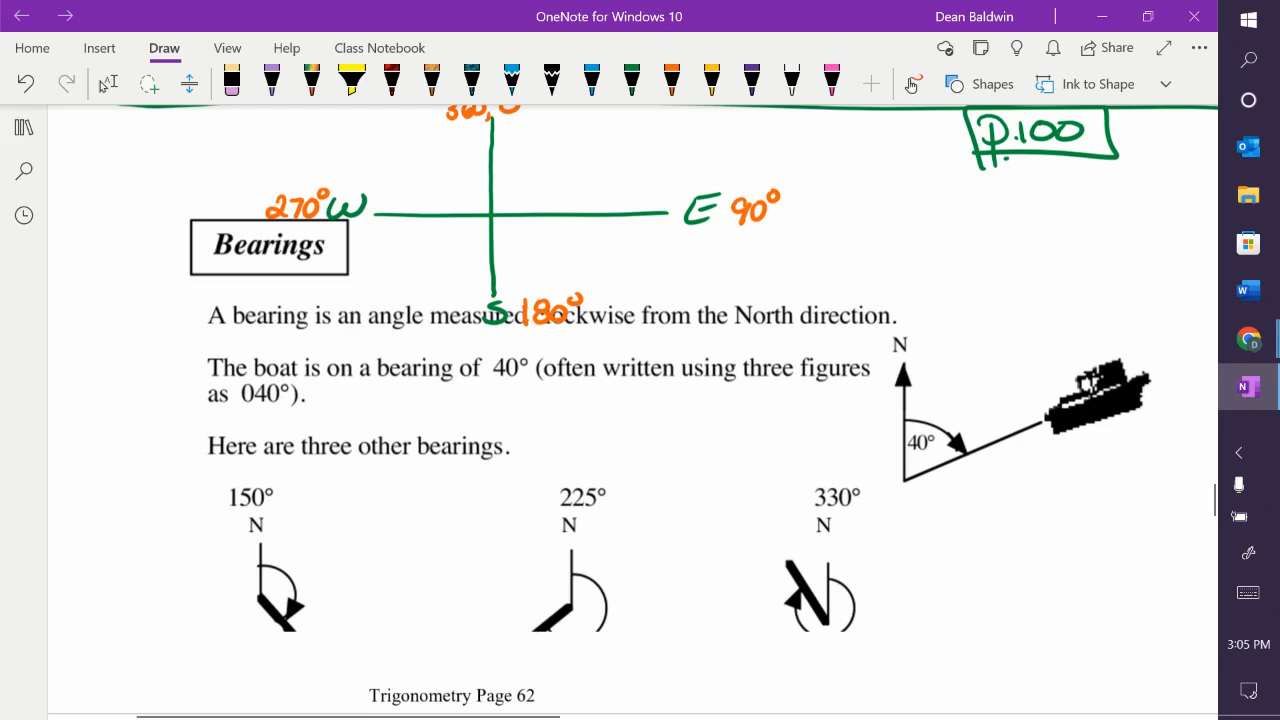 OneNote for Windows 10
Dean Baldwin
Home Insert Draw View Help Class Notebook
Share
Shapes
Ink to Shape
P.100
270° W
E 90°
Bearings
S 180°
A bearing is an angle measured clockwise from the North direction.
N
The boat is on a bearing of 40° (often written using three figures
as 040°).
40°
Here are three other bearings.
150° 225° 330°
N N N
Trigonometry Page 62
3:05 PM